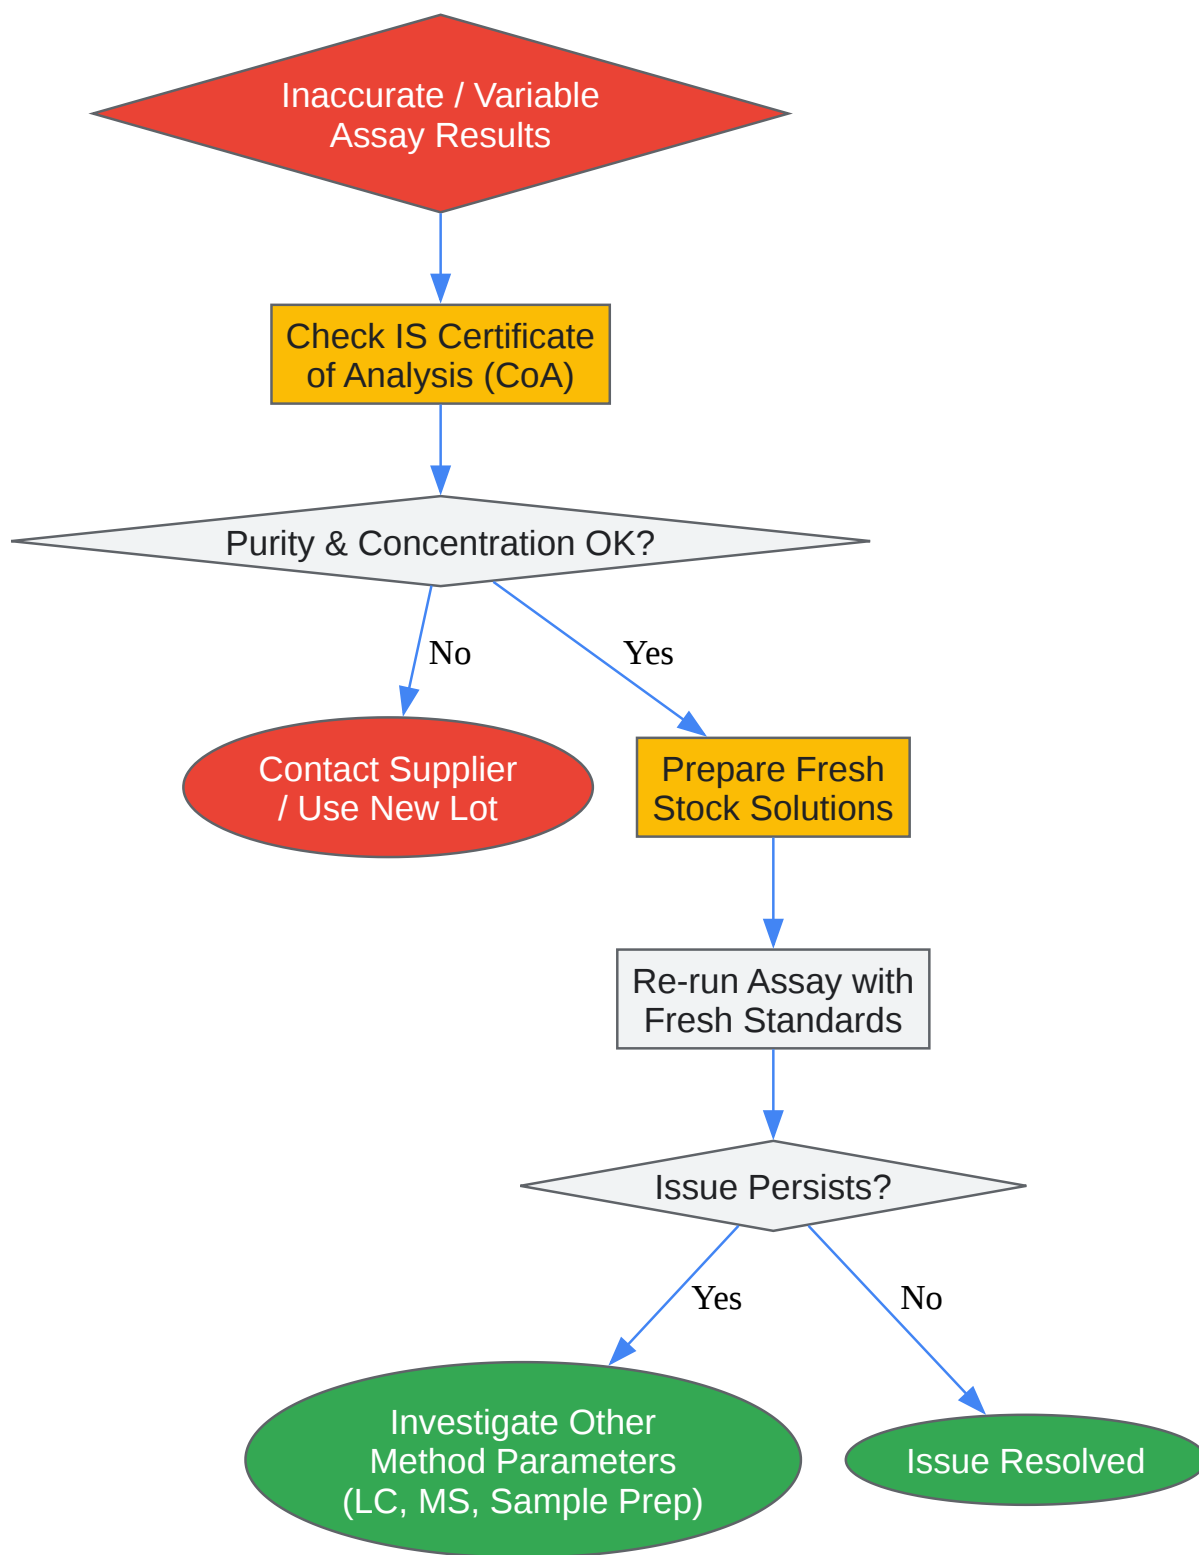 Inaccurate / Variable
Assay Results
Check IS Certificate
of Analysis (CoA)
Purity & Concentration OK?
No
Yes
Contact Supplier
/ Use New Lot
Prepare Fresh
Stock Solutions
Re-run Assay with
Fresh Standards
Issue Persists?
Yes
No
Investigate Other
Method Parameters
(LC, MS, Sample Prep)
Issue Resolved